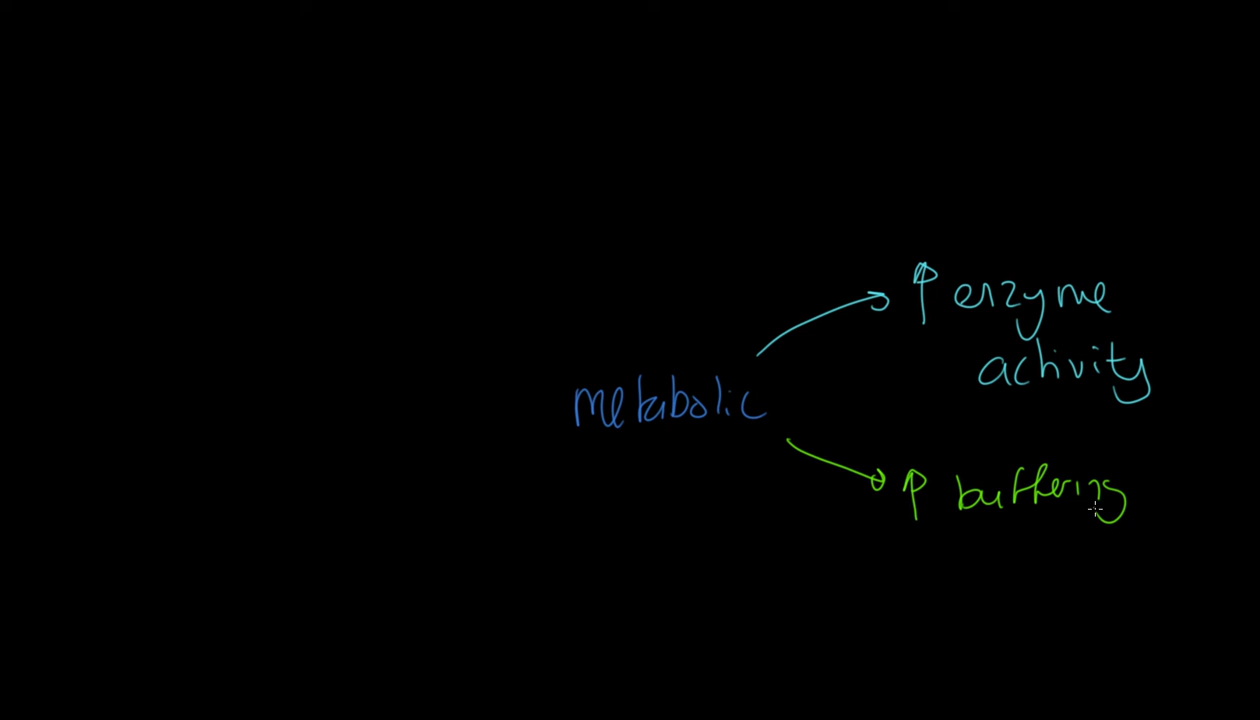 ↑ enzyme
activity
metabolic
↑ buffering